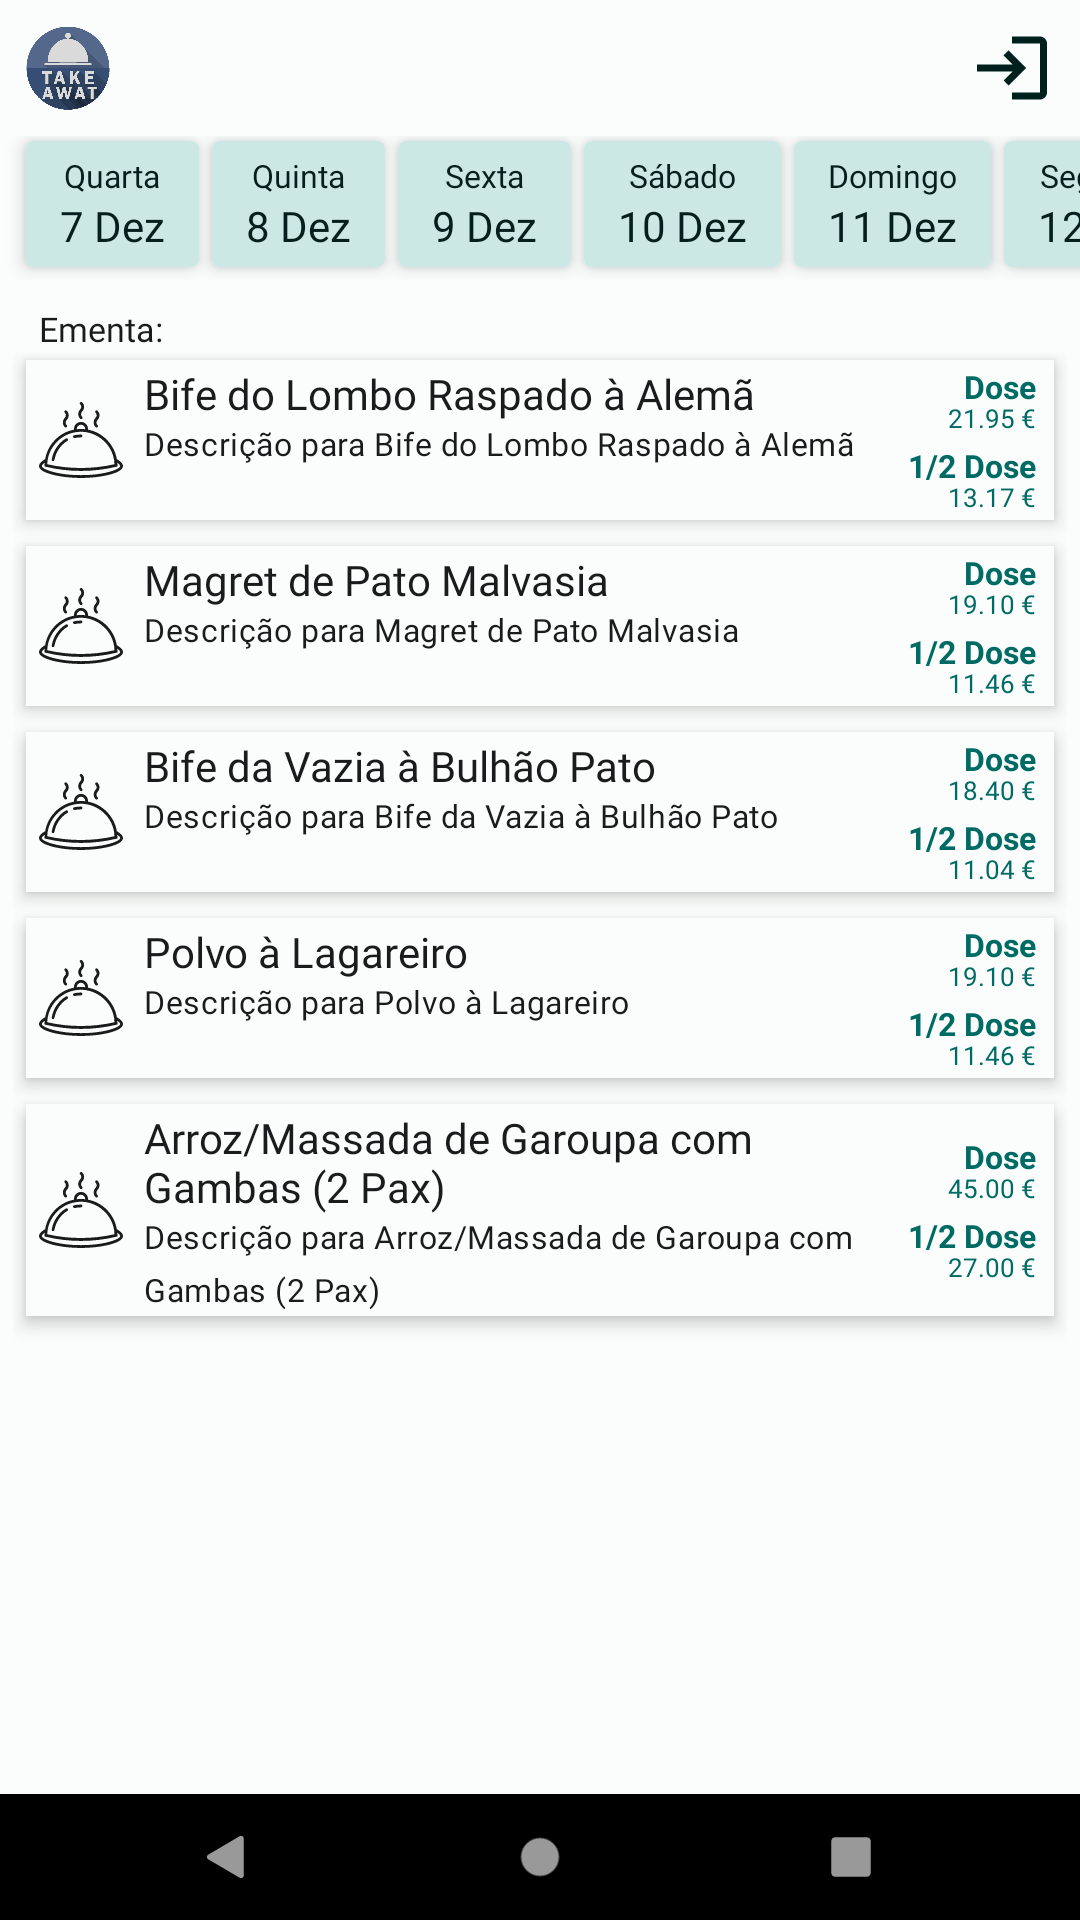 TAKE
AWAT
Quarta
7 Dez
Quinta
8 Dez
Sexta
9 Dez
Sábado
10 Dez
Domingo
11 Dez
Seg
12
Ementa:
Bife do Lombo Raspado à Alemã
Descrição para Bife do Lombo Raspado à Alemã
Dose
21.95 €
1/2 Dose
13.17 €
Magret de Pato Malvasia
Descrição para Magret de Pato Malvasia
Dose
19.10 €
1/2 Dose
11.46 €
Bife da Vazia à Bulhão Pato
Descrição para Bife da Vazia à Bulhão Pato
Dose
18.40 €
1/2 Dose
11.04 €
Polvo à Lagareiro
Descrição para Polvo à Lagareiro
Dose
19.10 €
1/2 Dose
11.46 €
Arroz/Massada de Garoupa com
Gambas (2 Pax)
Descrição para Arroz/Massada de Garoupa com
Gambas (2 Pax)
Dose
45.00 €
1/2 Dose
27.00 €